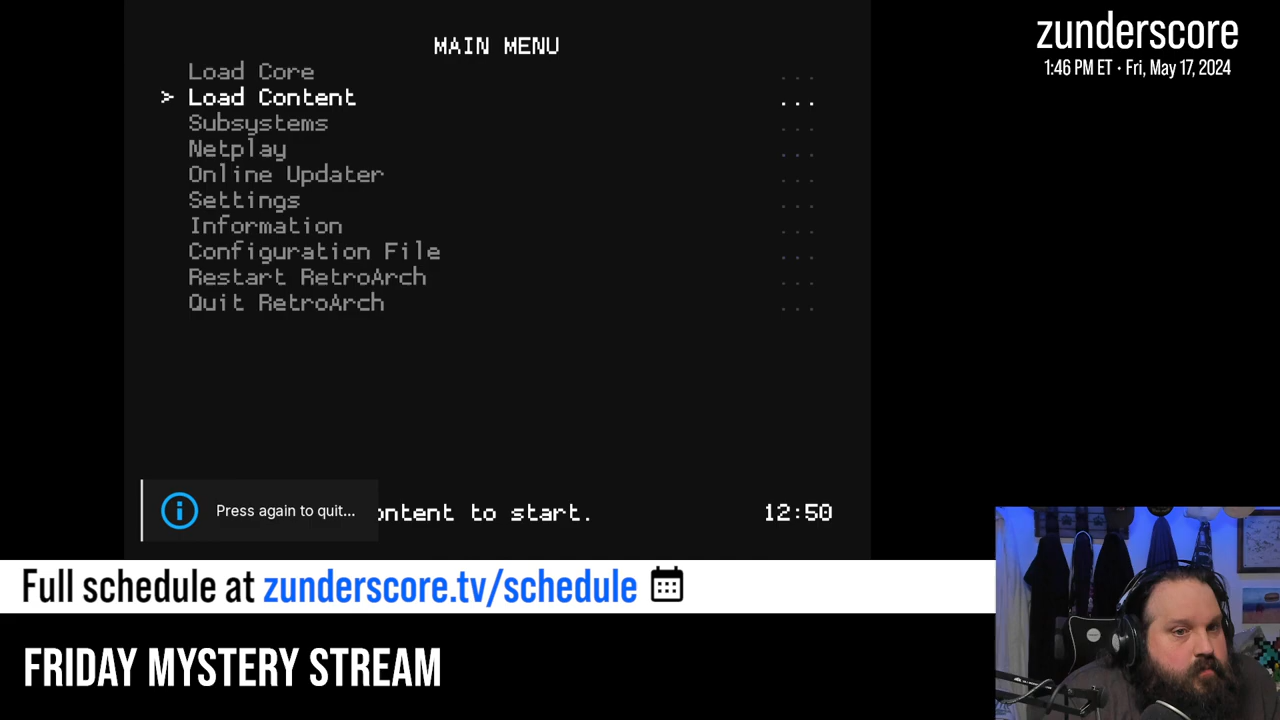 MAIN MENU
Load Core ...
> Load Content ...
Subsystems ...
Netplay ...
Online Updater ...
Settings ...
Information ...
Configuration File ...
Restart RetroArch ...
Quit RetroArch ...
Press again to quit...
ontent to start. 12:50
zunderscore
1:46 PM ET · Fri, May 17, 2024
Full schedule at zunderscore.tv/schedule
FRIDAY MYSTERY STREAM